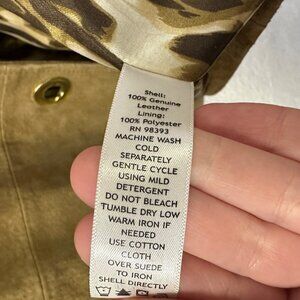 Shell:
100% Genuine
Leather
Lining:
100% Polyester
RN 98393
MACHINE WASH
COLD
SEPARATELY
GENTLE CYCLE
USING MILD
DETERGENT
DO NOT BLEACH
TUMBLE DRY LOW
WARM IRON IF
NEEDED
USE COTTON
CLOTH
OVER SUEDE
TO IRON
SHELL DIRECTLY